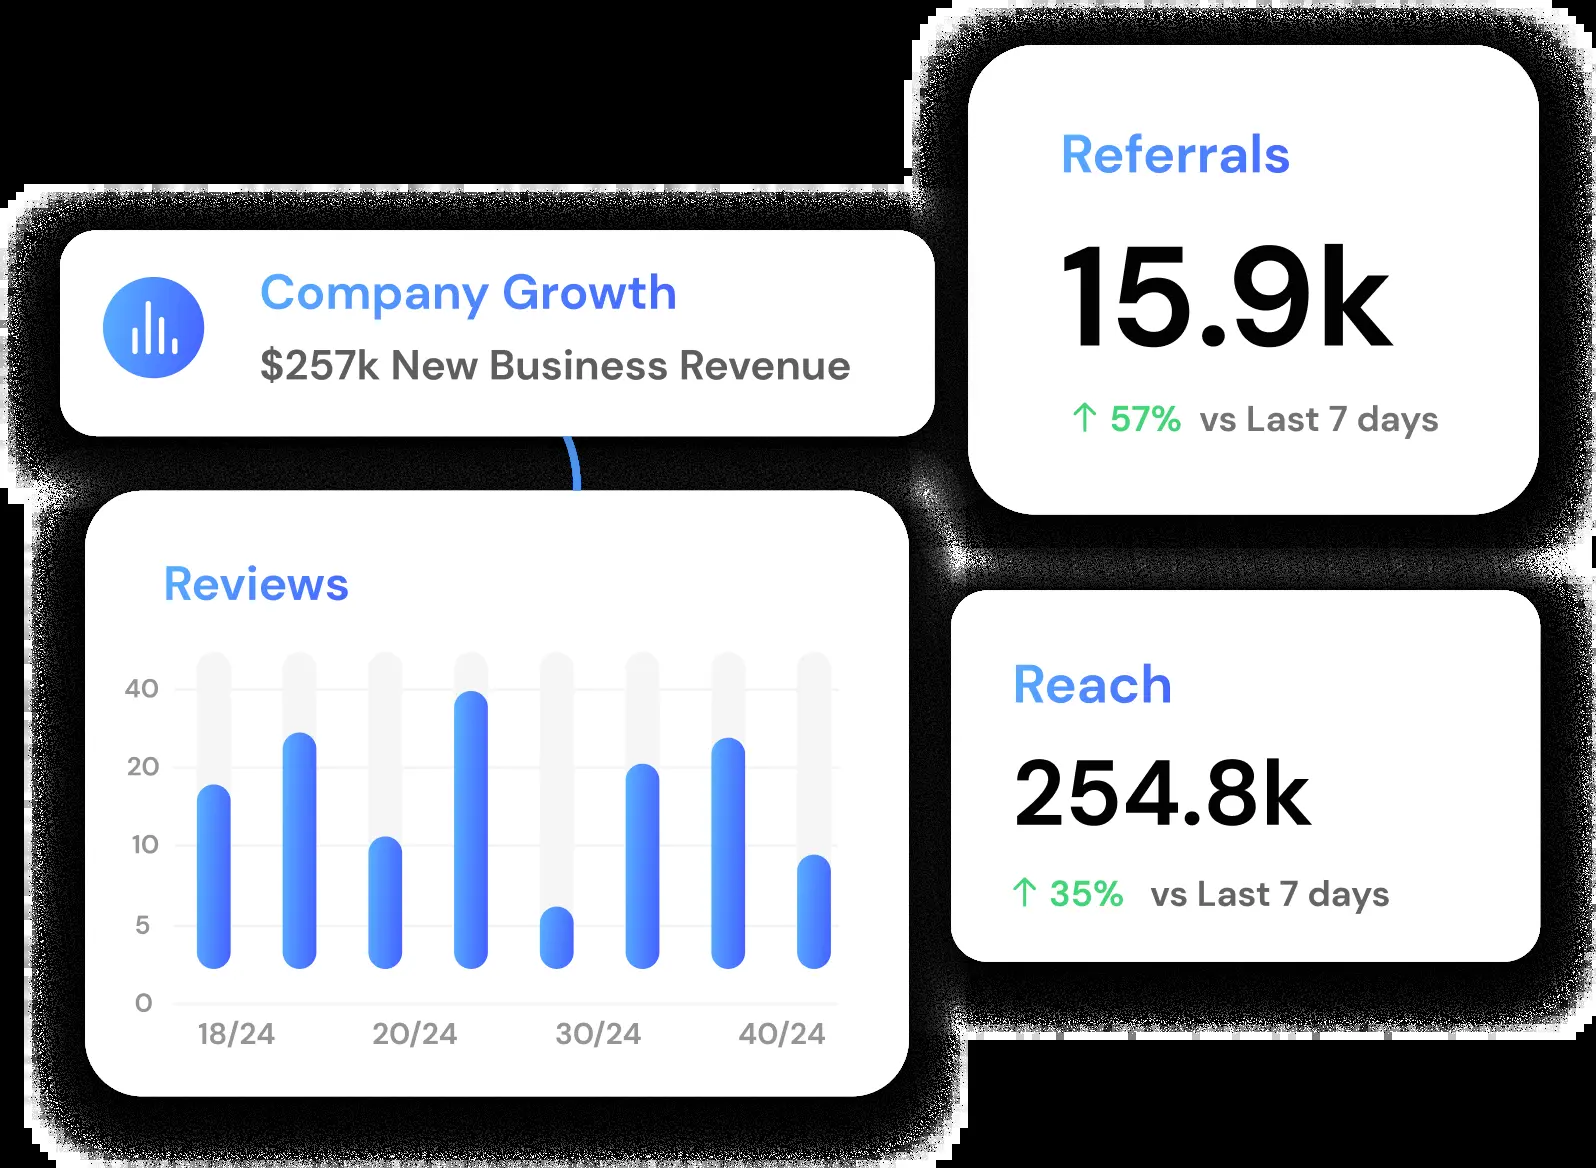 Company Growth
$257k New Business Revenue
Referrals
15.9k
↑ 57% vs Last 7 days
Reviews
40
20
10
5
0
18/24 20/24 30/24 40/24
Reach
254.8k
↑ 35% vs Last 7 days